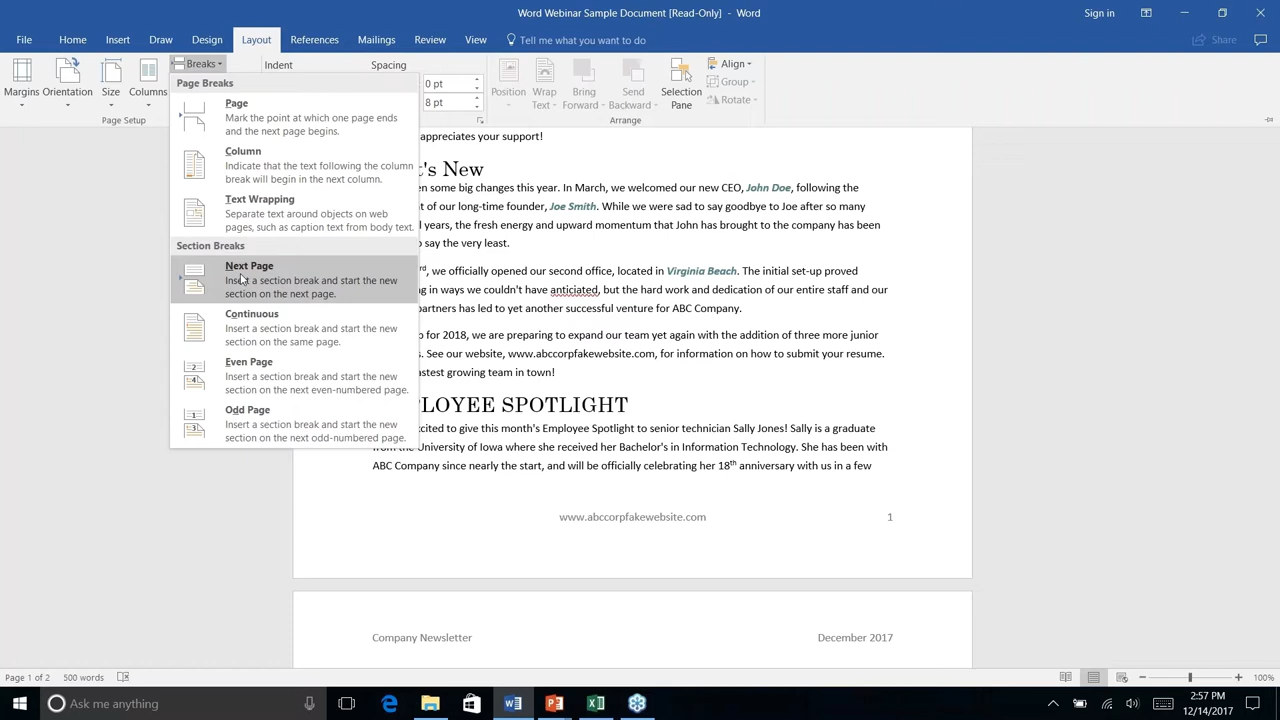 Word Webinar Sample Document [Read-Only] - Word
Sign in
File Home Insert Draw Design Layout References Mailings Review View Tell me what you want to do Share
Breaks
Indent
Spacing
0 pt
8 pt
Margins Orientation Size Columns
Page Setup
Position Wrap Text Bring Forward Send Backward Selection Pane
Align
Group
Rotate
Arrange
Page Breaks
Page
Mark the point at which one page ends
and the next page begins.
Column
Indicate that the text following the column
break will begin in the next column.
Text Wrapping
Separate text around objects on web
pages, such as caption text from body text.
Section Breaks
Next Page
Insert a section break and start the new
section on the next page.
Continuous
Insert a section break and start the new
section on the same page.
Even Page
Insert a section break and start the new
section on the next even-numbered page.
Odd Page
Insert a section break and start the new
section on the next odd-numbered page.
appreciates your support!
t's New
en some big changes this year. In March, we welcomed our new CEO, John Doe, following the
t of our long-time founder, Joe Smith. While we were sad to say goodbye to Joe after so many
l years, the fresh energy and upward momentum that John has brought to the company has been
o say the very least.
rd, we officially opened our second office, located in Virginia Beach. The initial set-up proved
g in ways we couldn't have anticiated, but the hard work and dedication of our entire staff and our
partners has led to yet another successful venture for ABC Company.
p for 2018, we are preparing to expand our team yet again with the addition of three more junior
s. See our website, www.abccorpfakewebsite.com, for information on how to submit your resume.
astest growing team in town!
LOYEE SPOTLIGHT
xcited to give this month's Employee Spotlight to senior technician Sally Jones! Sally is a graduate
from the University of Iowa where she received her Bachelor's in Information Technology. She has been with
ABC Company since nearly the start, and will be officially celebrating her 18th anniversary with us in a few
www.abccorpfakewebsite.com 1
Company Newsletter December 2017
Page 1 of 2 500 words 100%
Ask me anything
2:57 PM
12/14/2017